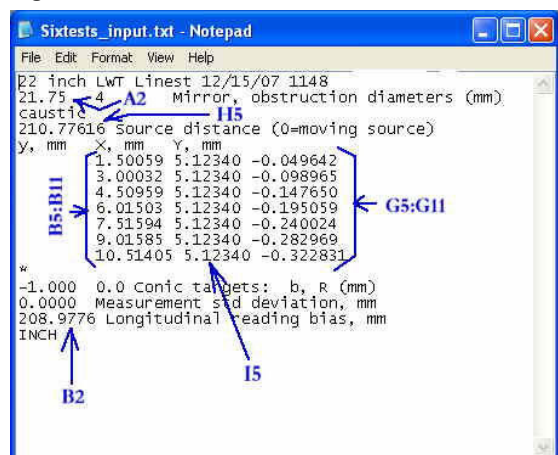 Sixtests_input.txt - Notepad
File Edit Format View Help
22 inch LWT Linest 12/15/07 1148
21.75 4 A2 Mirror, obstruction diameters (mm)
caustic H5
210.77616 Source distance (0=moving source)
y, mm X, mm Y, mm
1.50059 5.12340 -0.049642
3.00032 5.12340 -0.098965
4.50959 5.12340 -0.147650
6.01503 5.12340 -0.195059
7.51594 5.12340 -0.240024
9.01585 5.12340 -0.282969
10.51405 5.12340 -0.322831
B5:B11
G5:G11
*
-1.000 0.0 Conic targets: b, R (mm)
0.0000 Measurement std deviation, mm
208.9776 Longitudinal reading bias, mm
INCH
I5
B2